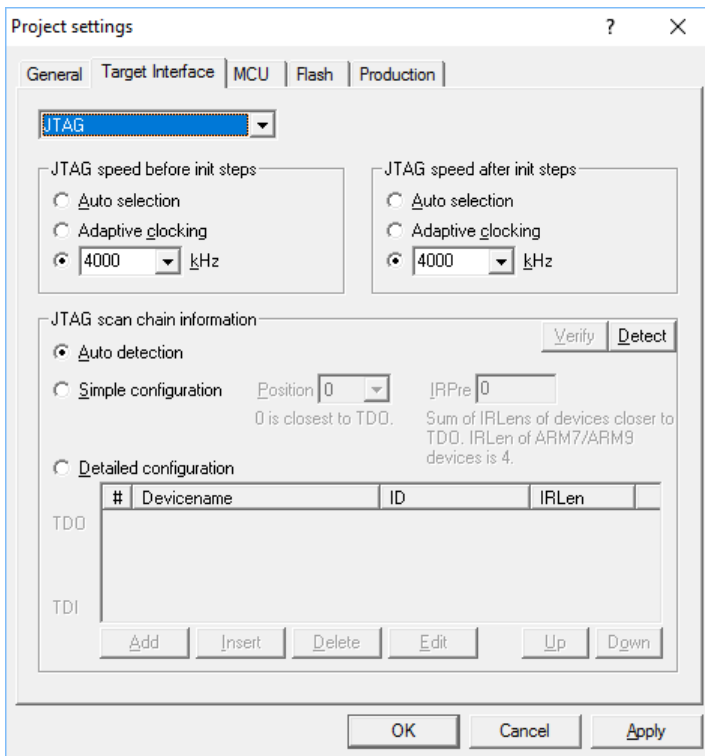 Project settings
General Target Interface MCU Flash Production
JTAG
JTAG speed before init steps
Auto selection
Adaptive clocking
4000 kHz
JTAG speed after init steps
Auto selection
Adaptive clocking
4000 kHz
JTAG scan chain information
Verify Detect
Auto detection
Simple configuration Position 0 IRPre 0
0 is closest to TDO.
Sum of IRLens of devices closer to
TDO. IRLen of ARM7/ARM9
devices is 4.
Detailed configuration
# Devicename ID IRLen
TDO
TDI
Add Insert Delete Edit Up Down
OK Cancel Apply